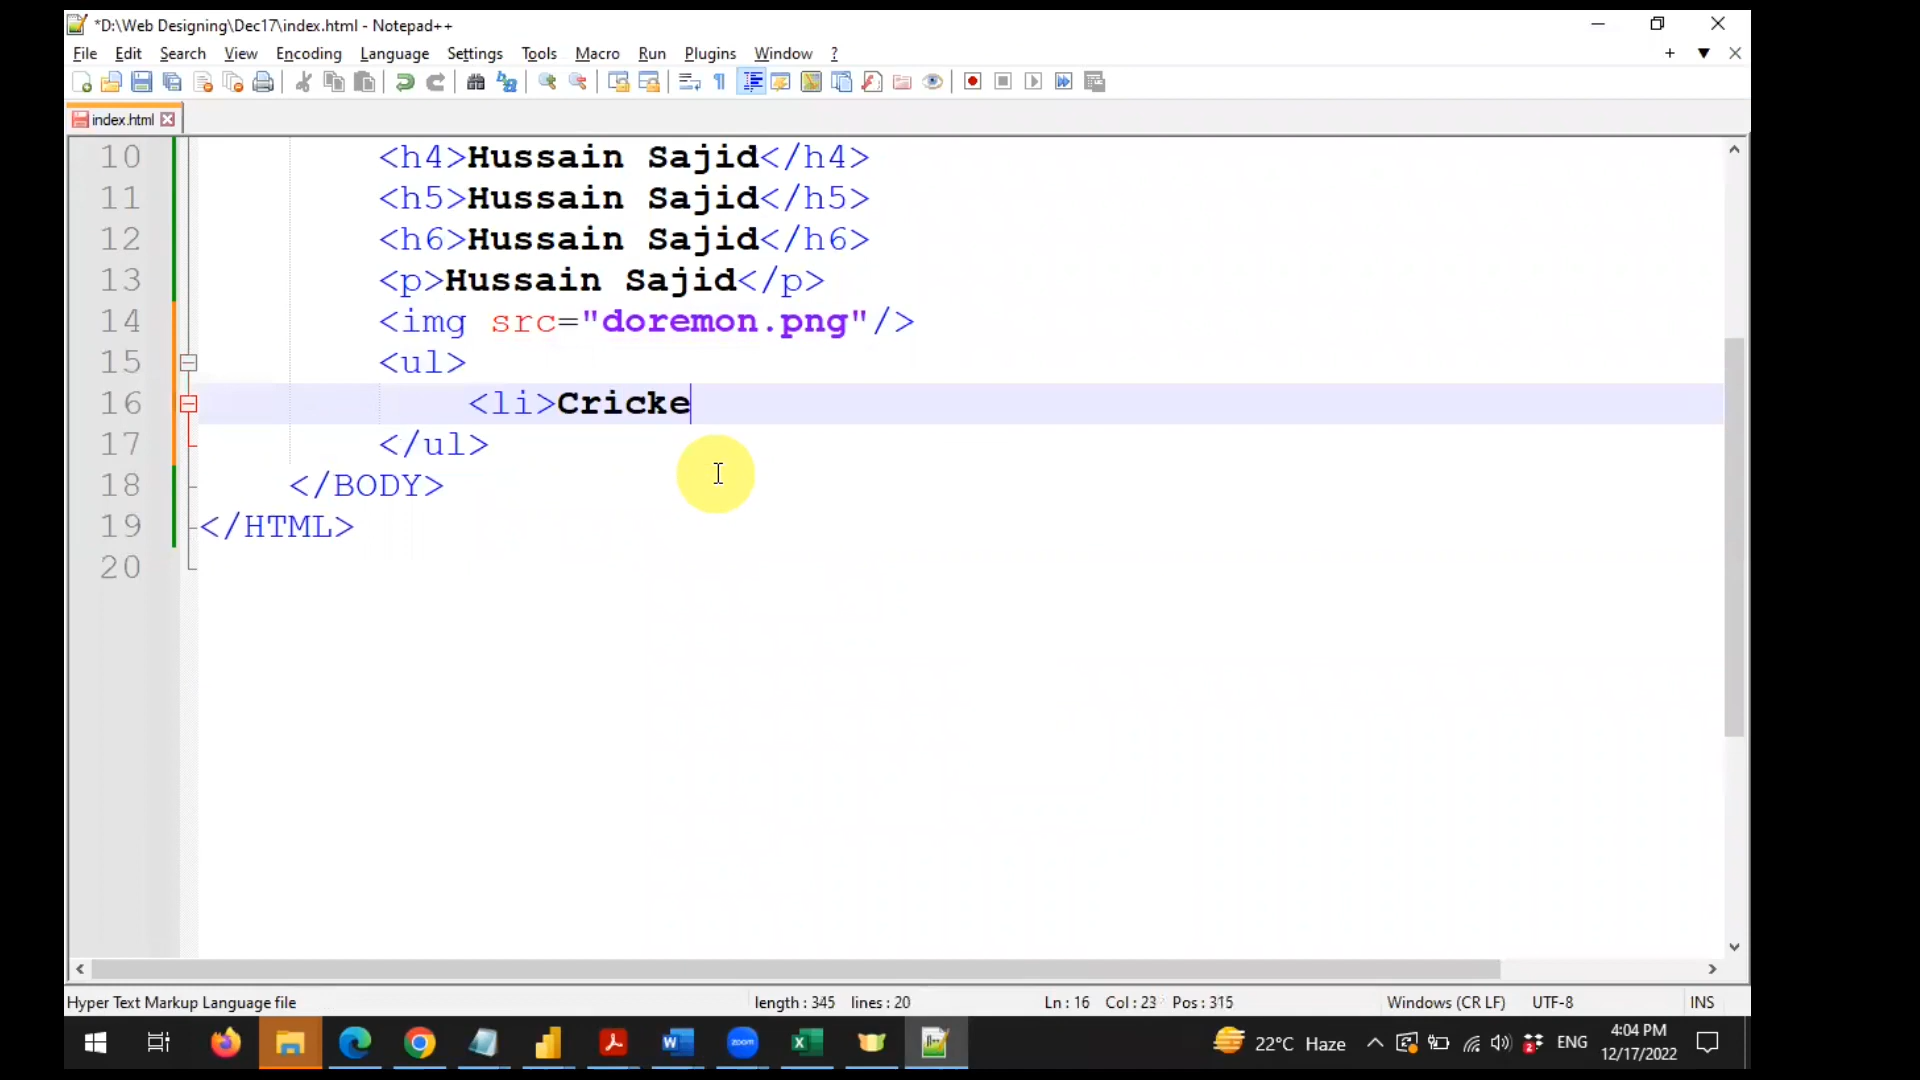 *D:\Web Designing\Dec17\index.html - Notepad++
File Edit Search View Encoding Language Settings Tools Macro Run Plugins Window ?
index.html
10 <h4>Hussain Sajid</h4>
11 <h5>Hussain Sajid</h5>
12 <h6>Hussain Sajid</h6>
13 <p>Hussain Sajid</p>
14 <img src="doremon.png"/>
15 <ul>
16 <li>Cricke
17 </ul>
18 </BODY>
19 </HTML>
20
Hyper Text Markup Language file length : 345 lines : 20 Ln : 16 Col : 23 Pos : 315 Windows (CR LF) UTF-8 INS
zoom 22°C Haze ENG 4:04 PM
12/17/2022